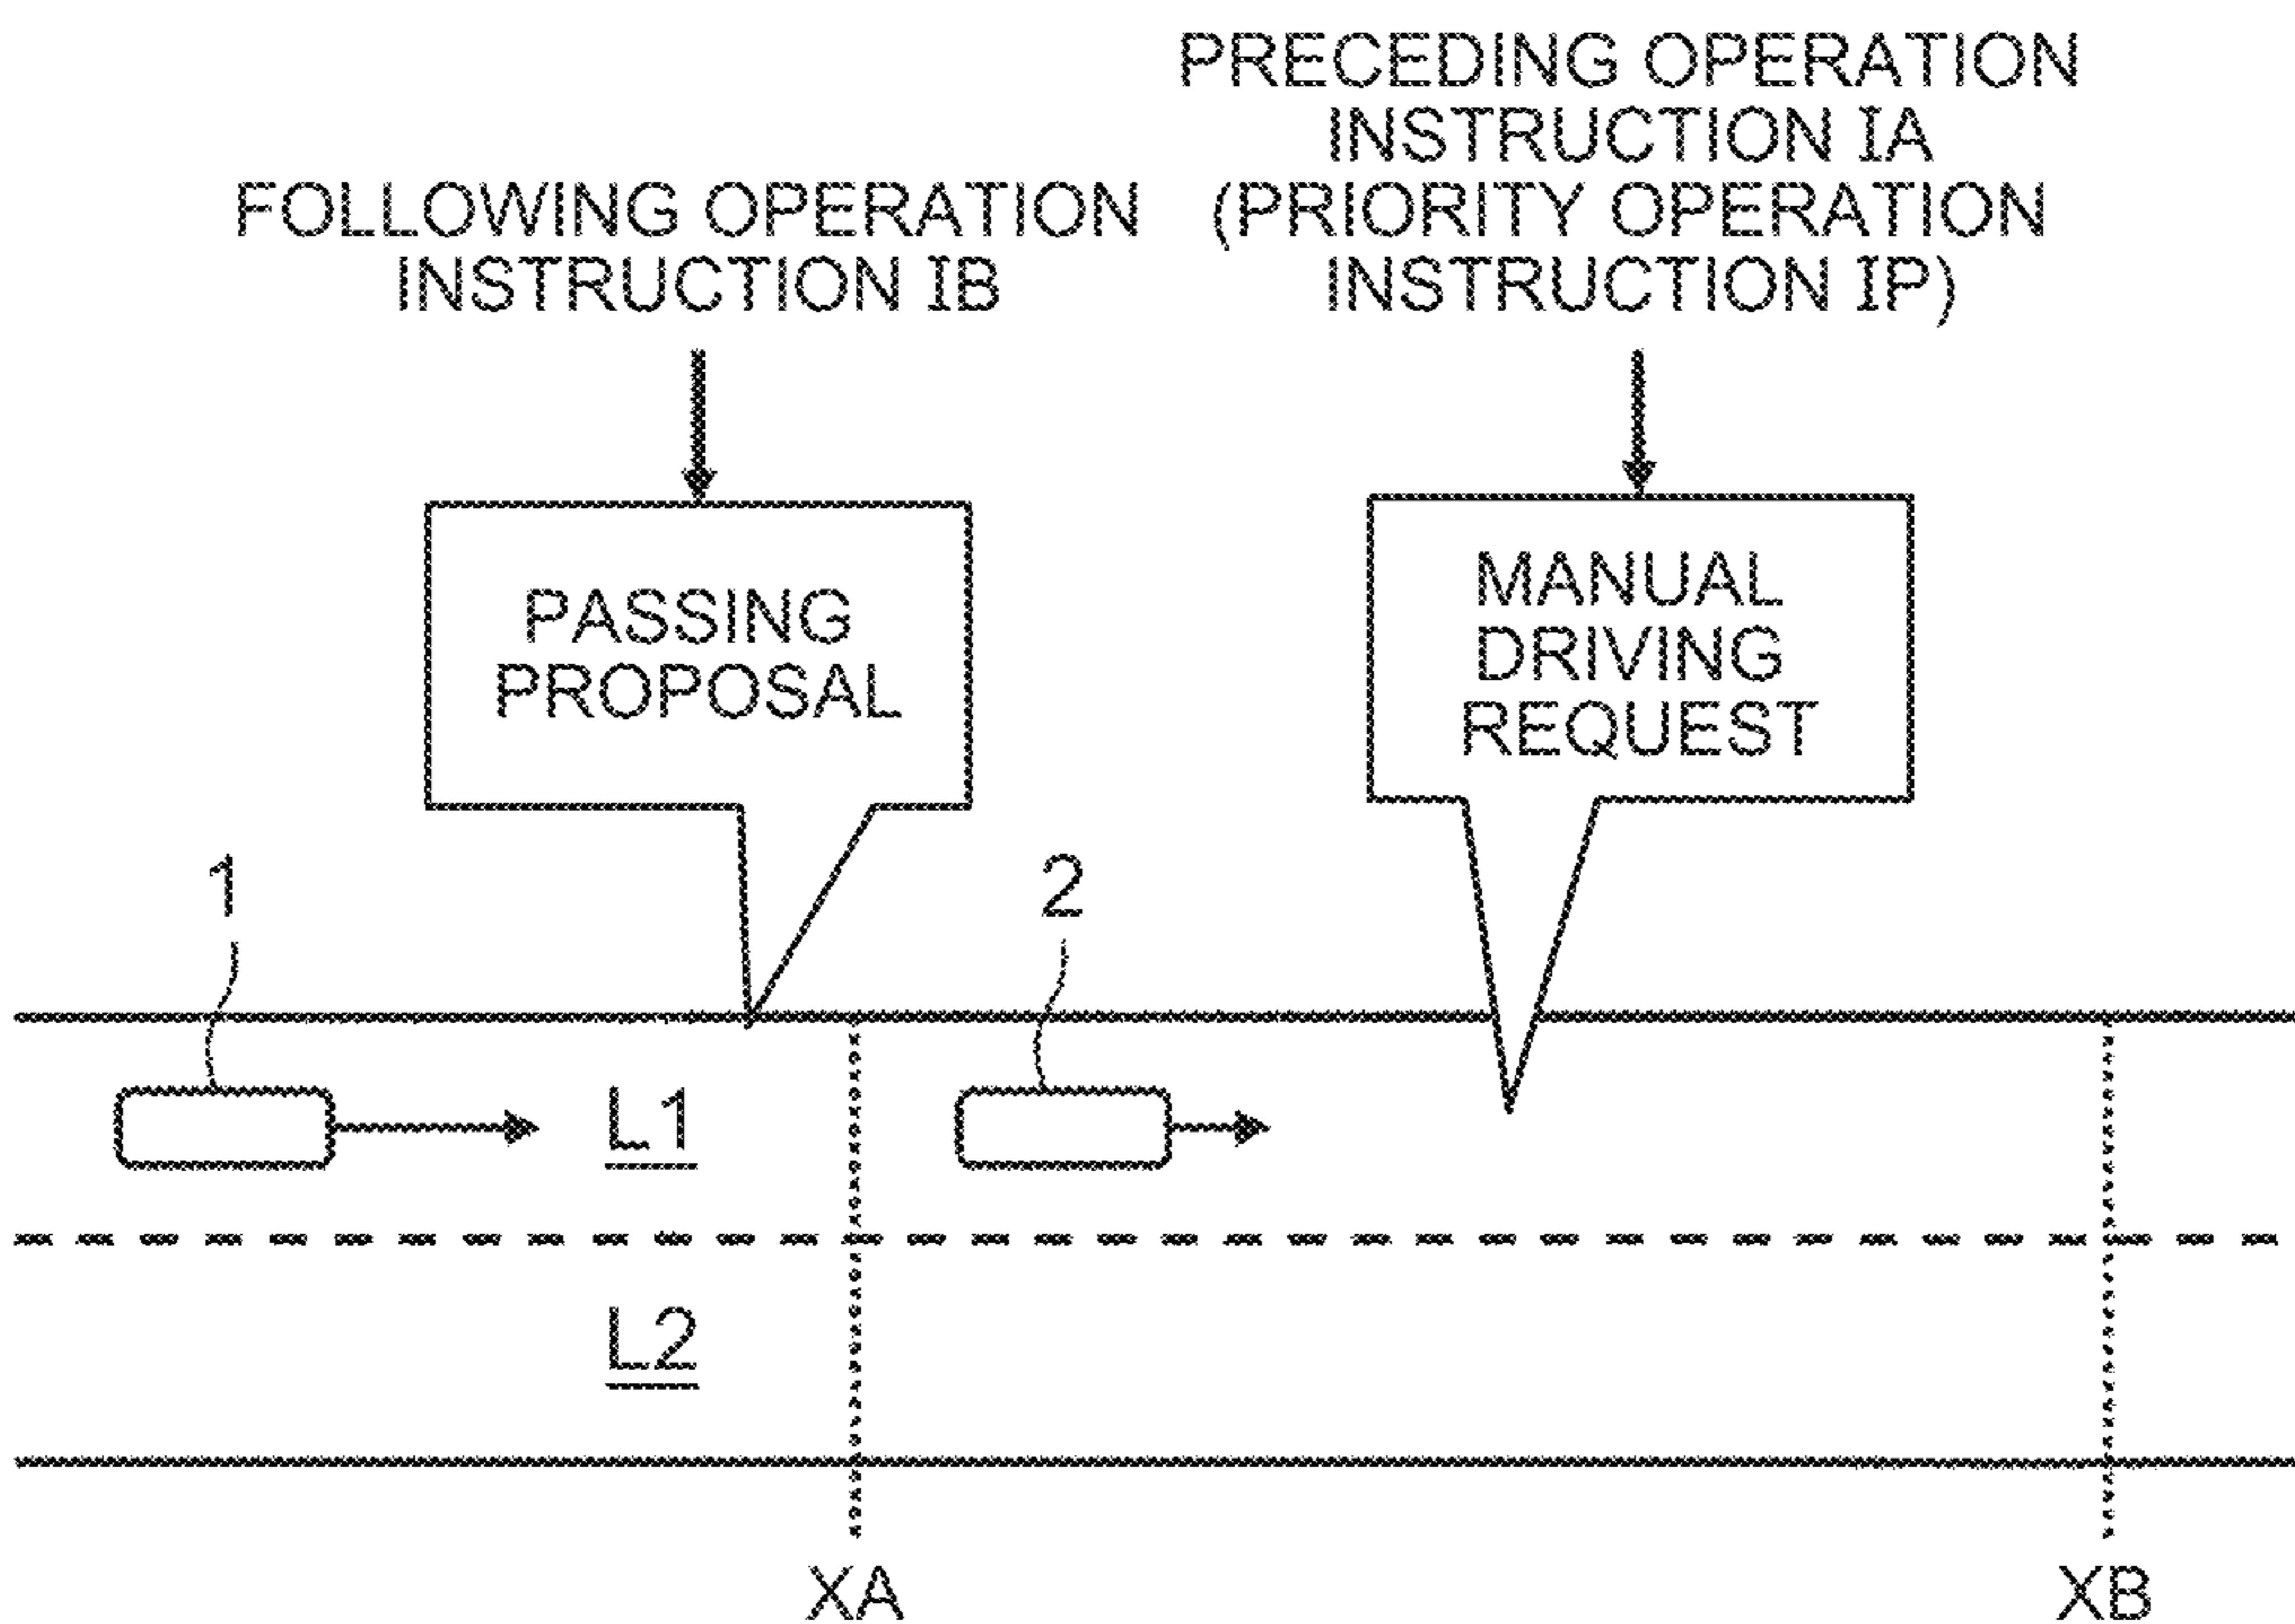 PRECEDING OPERATION
INSTRUCTION IA
(PRIORITY OPERATION
INSTRUCTION IP)
FOLLOWING OPERATION
INSTRUCTION IB
PASSING
PROPOSAL
MANUAL
DRIVING
REQUEST
1
2
L1
L2
XA
XB